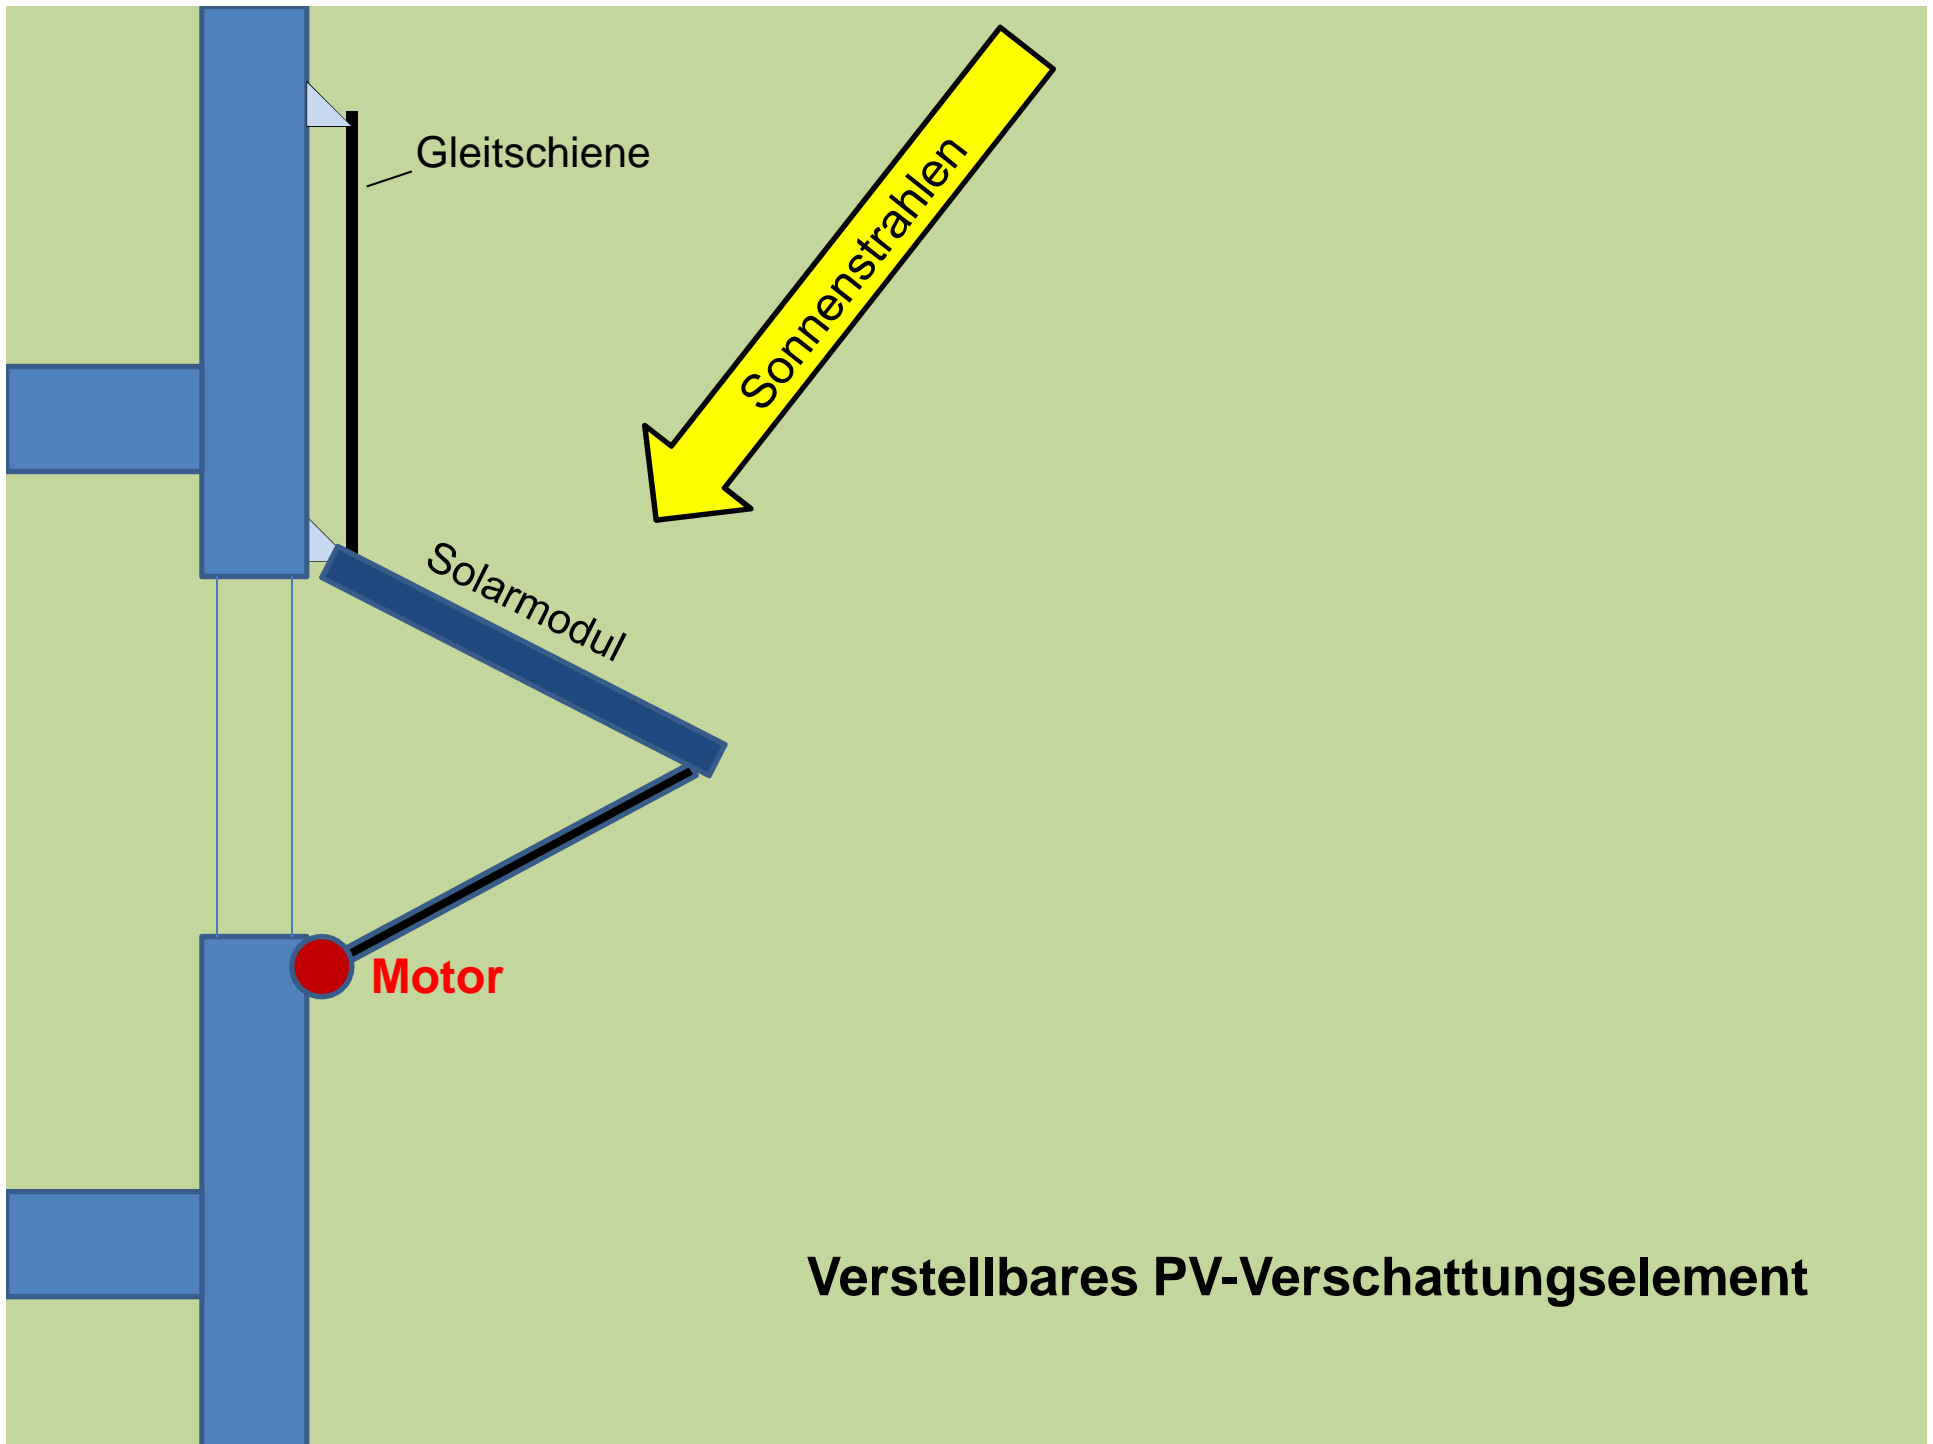 Gleitschiene
Sonnenstrahlen
Solarmodul
Motor
Verstellbares PV-Verschattungselement